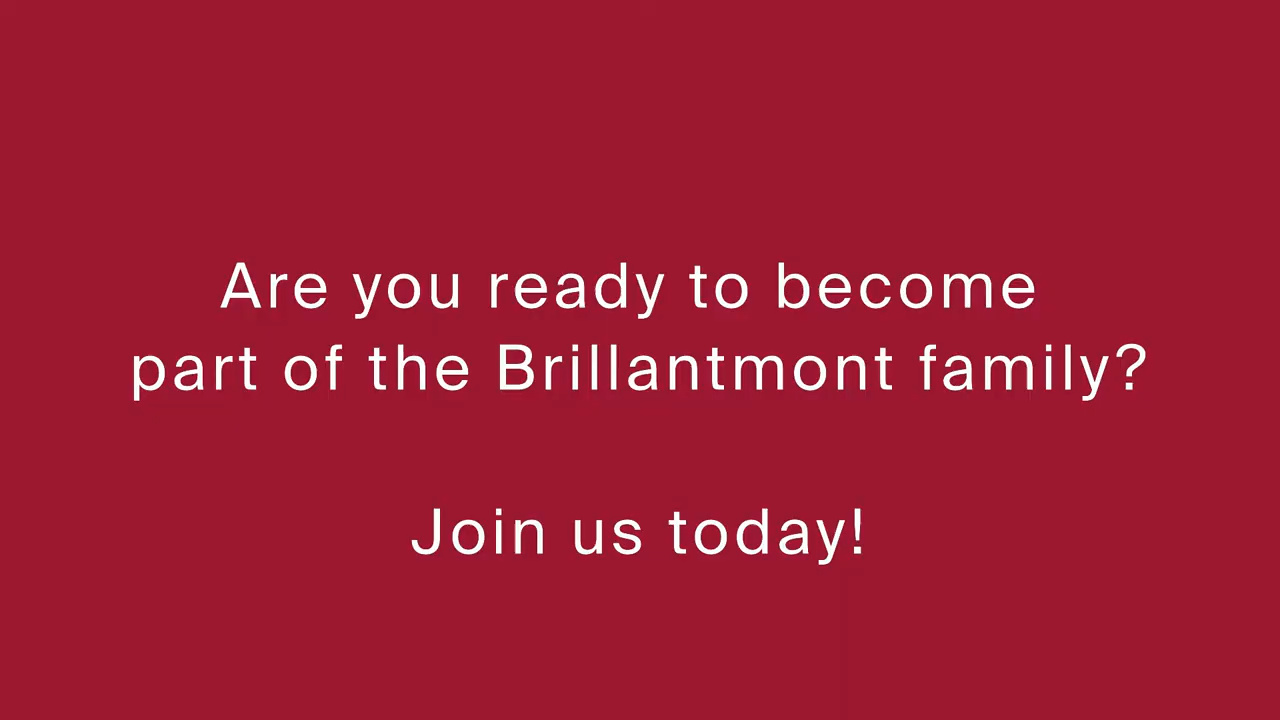 Are you ready to become
part of the Brillantmont family?
Join us today!